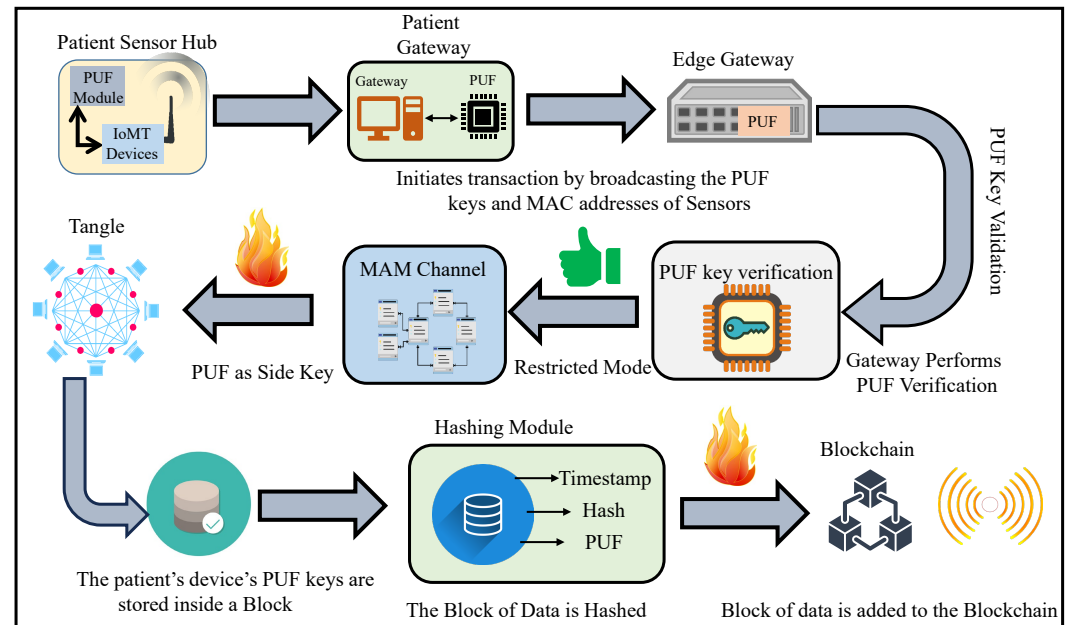 Patient Sensor Hub
PUF
Module
IoMT
Devices
Patient
Gateway
Gateway
PUF
Edge Gateway
PUF
Initiates transaction by broadcasting the PUF
keys and MAC addresses of Sensors
PUF Key Validation
Tangle
PUF as Side Key
MAM Channel
Restricted Mode
PUF key verification
Gateway Performs
PUF Verification
The patient's device's PUF keys are
stored inside a Block
Hashing Module
Timestamp
Hash
PUF
The Block of Data is Hashed
Blockchain
Block of data is added to the Blockchain